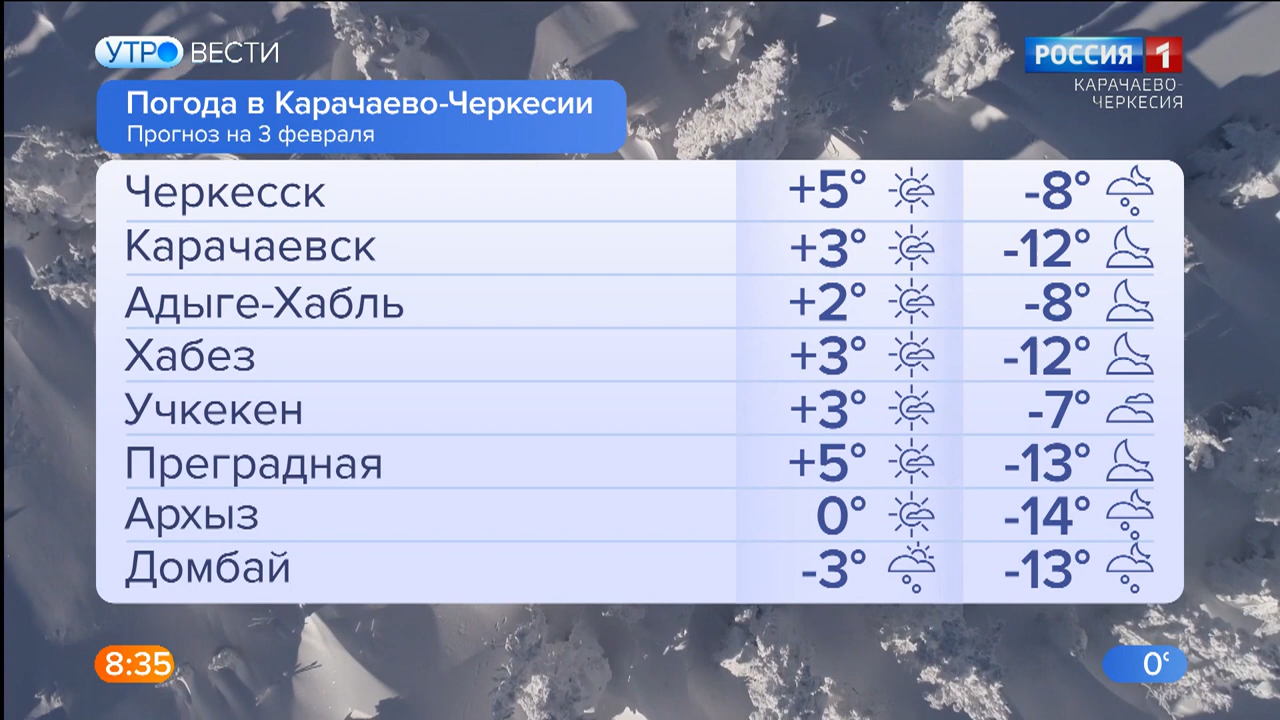 УТРО ВЕСТИ
РОССИЯ 1
КАРАЧАЕВО-
ЧЕРКЕСИЯ
Погода в Карачаево-Черкесии
Прогноз на 3 февраля
Черкесск +5° -8°
Карачаевск +3° -12°
Адыге-Хабль +2° -8°
Хабез +3° -12°
Учкекен +3° -7°
Преградная +5° -13°
Архыз 0° -14°
Домбай -3° -13°
8:35
0°